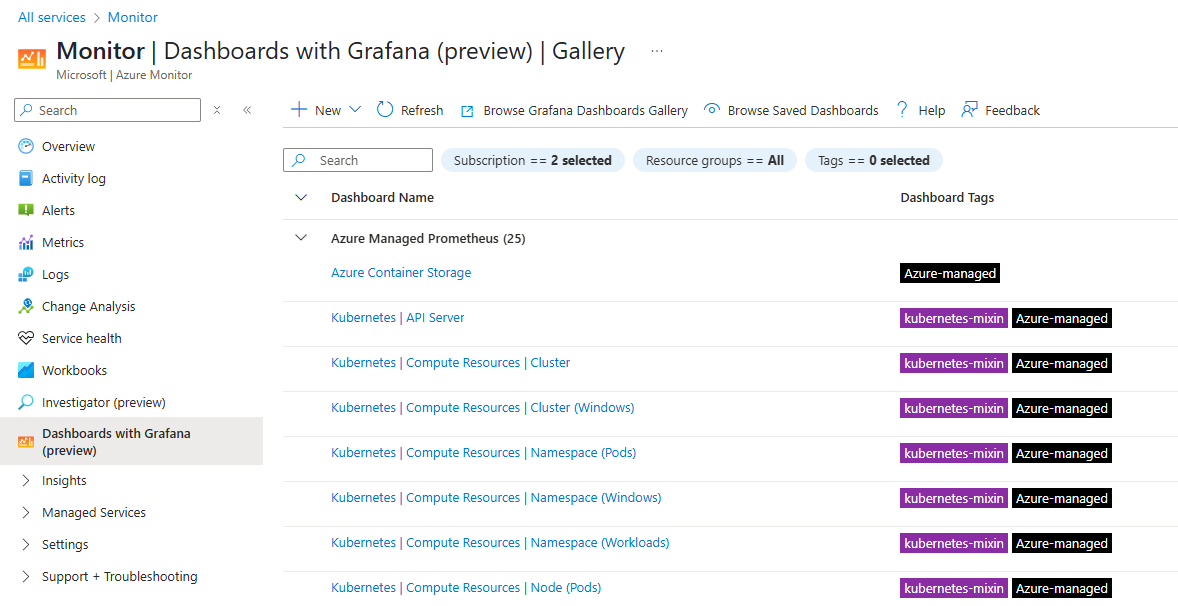 All services > Monitor
Monitor | Dashboards with Grafana (preview) | Gallery ...
Microsoft | Azure Monitor
Search
New Refresh Browse Grafana Dashboards Gallery Browse Saved Dashboards Help Feedback
Search Subscription == 2 selected Resource groups == All Tags == 0 selected
Overview
Activity log
Alerts
Metrics
Logs
Change Analysis
Service health
Workbooks
Investigator (preview)
Dashboards with Grafana
(preview)
Insights
Managed Services
Settings
Support + Troubleshooting
Dashboard Name Dashboard Tags
Azure Managed Prometheus (25)
Azure Container Storage Azure-managed
Kubernetes | API Server kubernetes-mixin Azure-managed
Kubernetes | Compute Resources | Cluster kubernetes-mixin Azure-managed
Kubernetes | Compute Resources | Cluster (Windows) kubernetes-mixin Azure-managed
Kubernetes | Compute Resources | Namespace (Pods) kubernetes-mixin Azure-managed
Kubernetes | Compute Resources | Namespace (Windows) kubernetes-mixin Azure-managed
Kubernetes | Compute Resources | Namespace (Workloads) kubernetes-mixin Azure-managed
Kubernetes | Compute Resources | Node (Pods) kubernetes-mixin Azure-managed